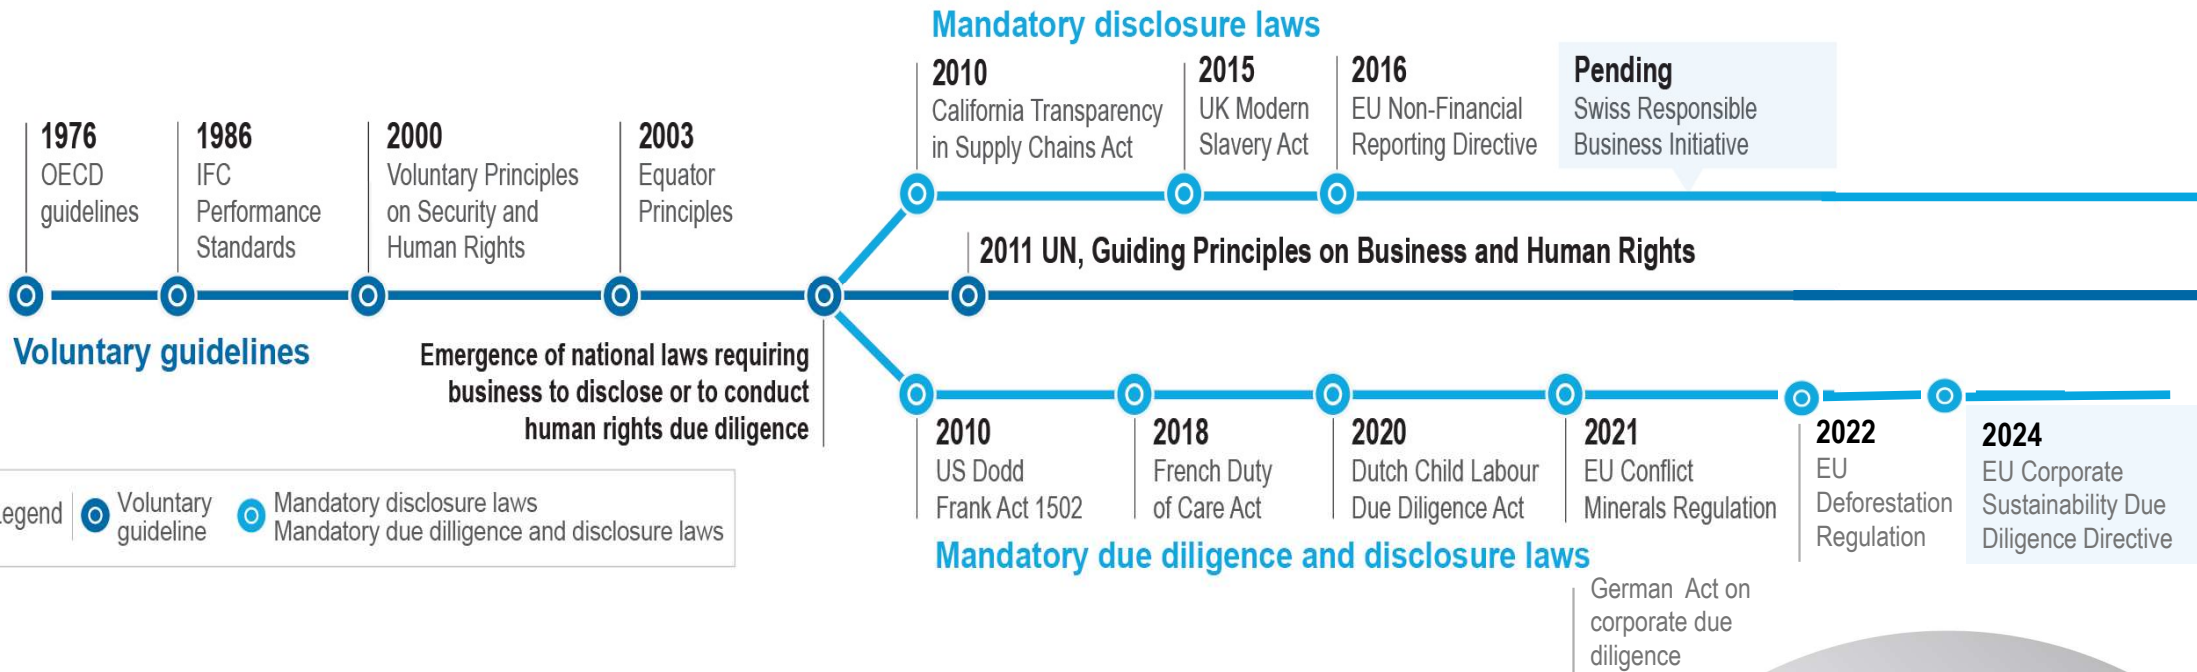 Mandatory disclosure laws
2010
California Transparency
in Supply Chains Act
2015
UK Modern
Slavery Act
2016
EU Non-Financial
Reporting Directive
Pending
Swiss Responsible
Business Initiative
1976
OECD
guidelines
1986
IFC
Performance
Standards
2000
Voluntary Principles
on Security and
Human Rights
2003
Equator
Principles
2011 UN, Guiding Principles on Business and Human Rights
Voluntary guidelines
Emergence of national laws requiring
business to disclose or to conduct
human rights due diligence
2010
US Dodd
Frank Act 1502
2018
French Duty
of Care Act
2020
Dutch Child Labour
Due Diligence Act
2021
EU Conflict
Minerals Regulation
2022
EU
Deforestation
Regulation
2024
EU Corporate
Sustainability Due
Diligence Directive
egend
Voluntary
guideline
Mandatory disclosure laws
Mandatory due dilligence and disclosure laws
Mandatory due diligence and disclosure laws
German Act on
corporate due
diligence